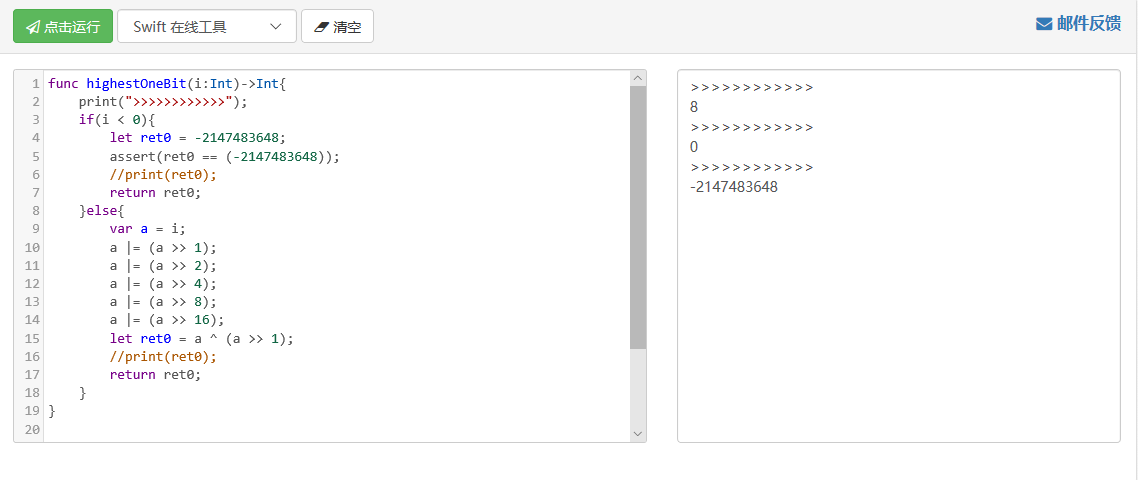 点击运行 Swift 在线工具 清空 邮件反馈
1 func highestOneBit(i:Int)->Int{
2     print(">>>>>>>>>>>>");
3     if(i < 0){
4         let ret0 = -2147483648;
5         assert(ret0 == (-2147483648));
6         //print(ret0);
7         return ret0;
8     }else{
9         var a = i;
10         a |= (a >> 1);
11         a |= (a >> 2);
12         a |= (a >> 4);
13         a |= (a >> 8);
14         a |= (a >> 16);
15         let ret0 = a ^ (a >> 1);
16         //print(ret0);
17         return ret0;
18     }
19 }
20
>>>>>>>>>>>>
8
>>>>>>>>>>>>
0
>>>>>>>>>>>>
-2147483648